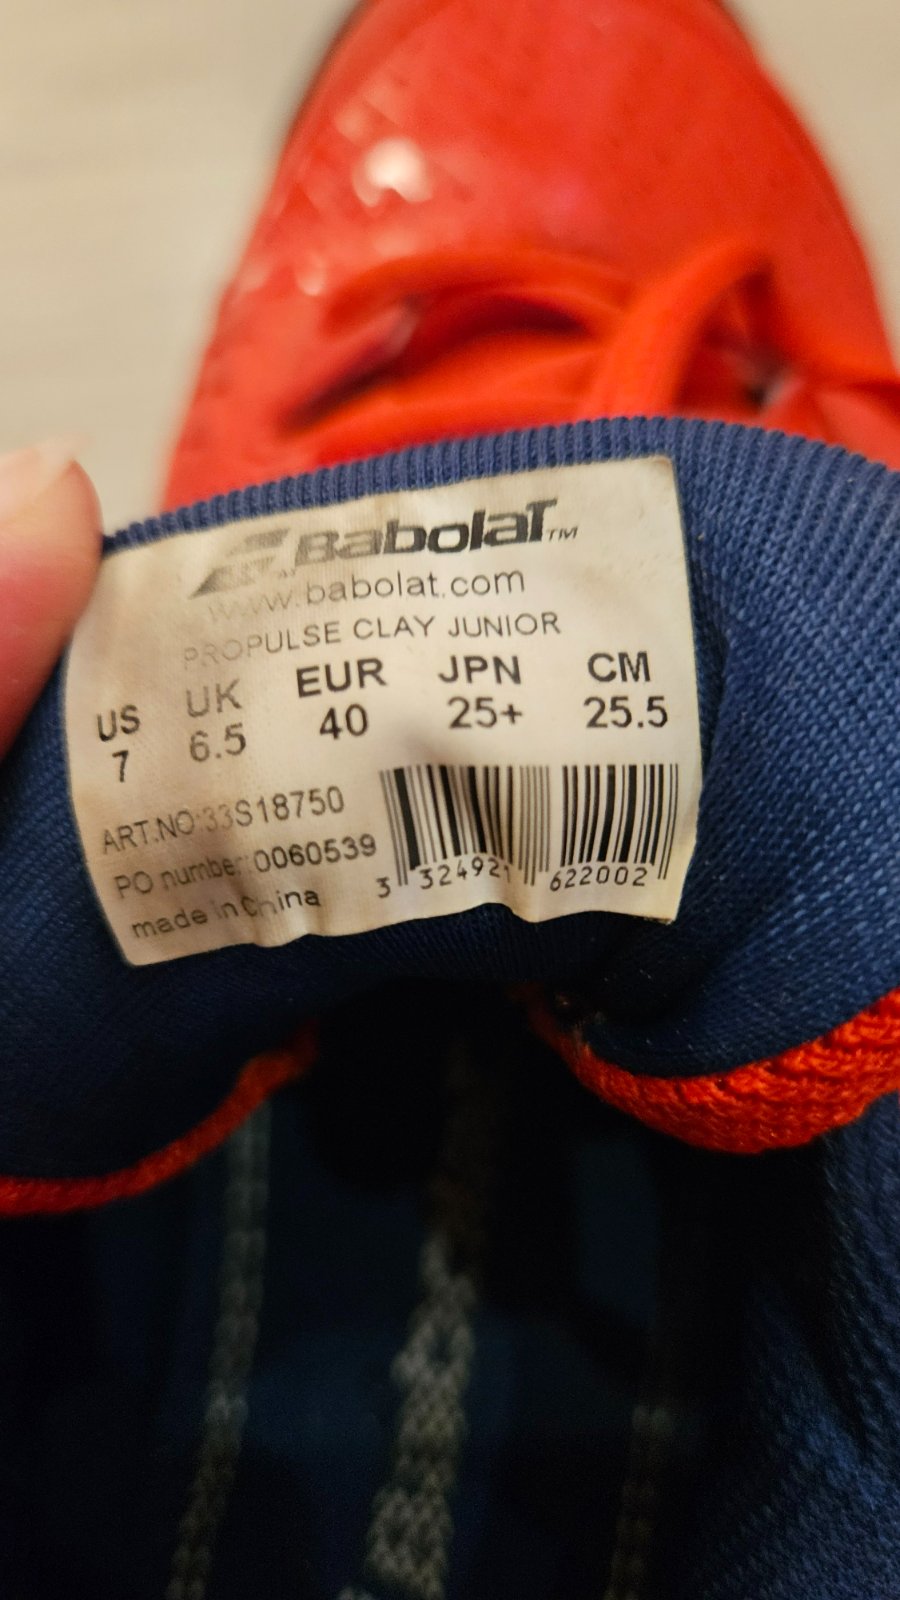 BabolaT™
www.babolat.com
PROPULSE CLAY JUNIOR
US UK EUR JPN CM
7 6.5 40 25+ 25.5
ART.NO:33S18750
PO number: 0060539
made in China
3 324921 622002